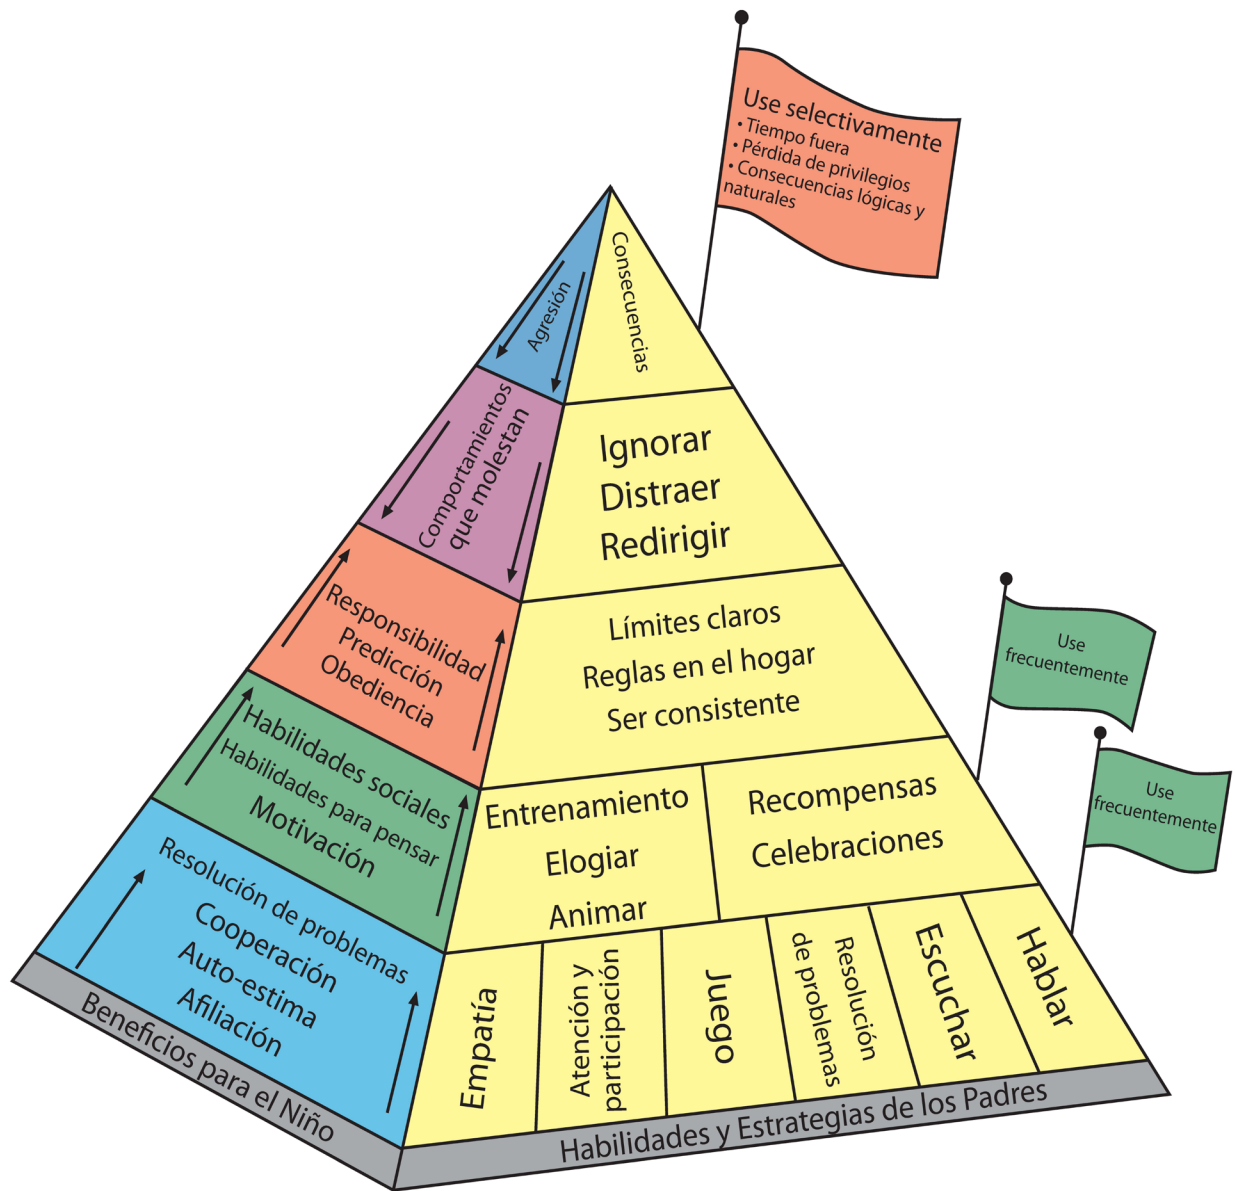 Use selectivamente
• Tiempo fuera
• Pérdida de privilegios
• Consecuencias lógicas y
naturales
Agresión
Consecuencias
Comportamientos
que molestan
Ignorar
Distraer
Redirigir
Responsibilidad
Predicción
Obediencia
Límites claros
Reglas en el hogar
Ser consistente
Use
frecuentemente
Habilidades sociales
Habilidades para pensar
Motivación
Entrenamiento
Elogiar
Animar
Recompensas
Celebraciones
Use
frecuentemente
Resolución de problemas
Cooperación
Auto-estima
Afiliación
Empatía
Atención y
participación
Juego
Resolución
de problemas
Escuchar
Hablar
Beneficios para el Niño
Habilidades y Estrategias de los Padres